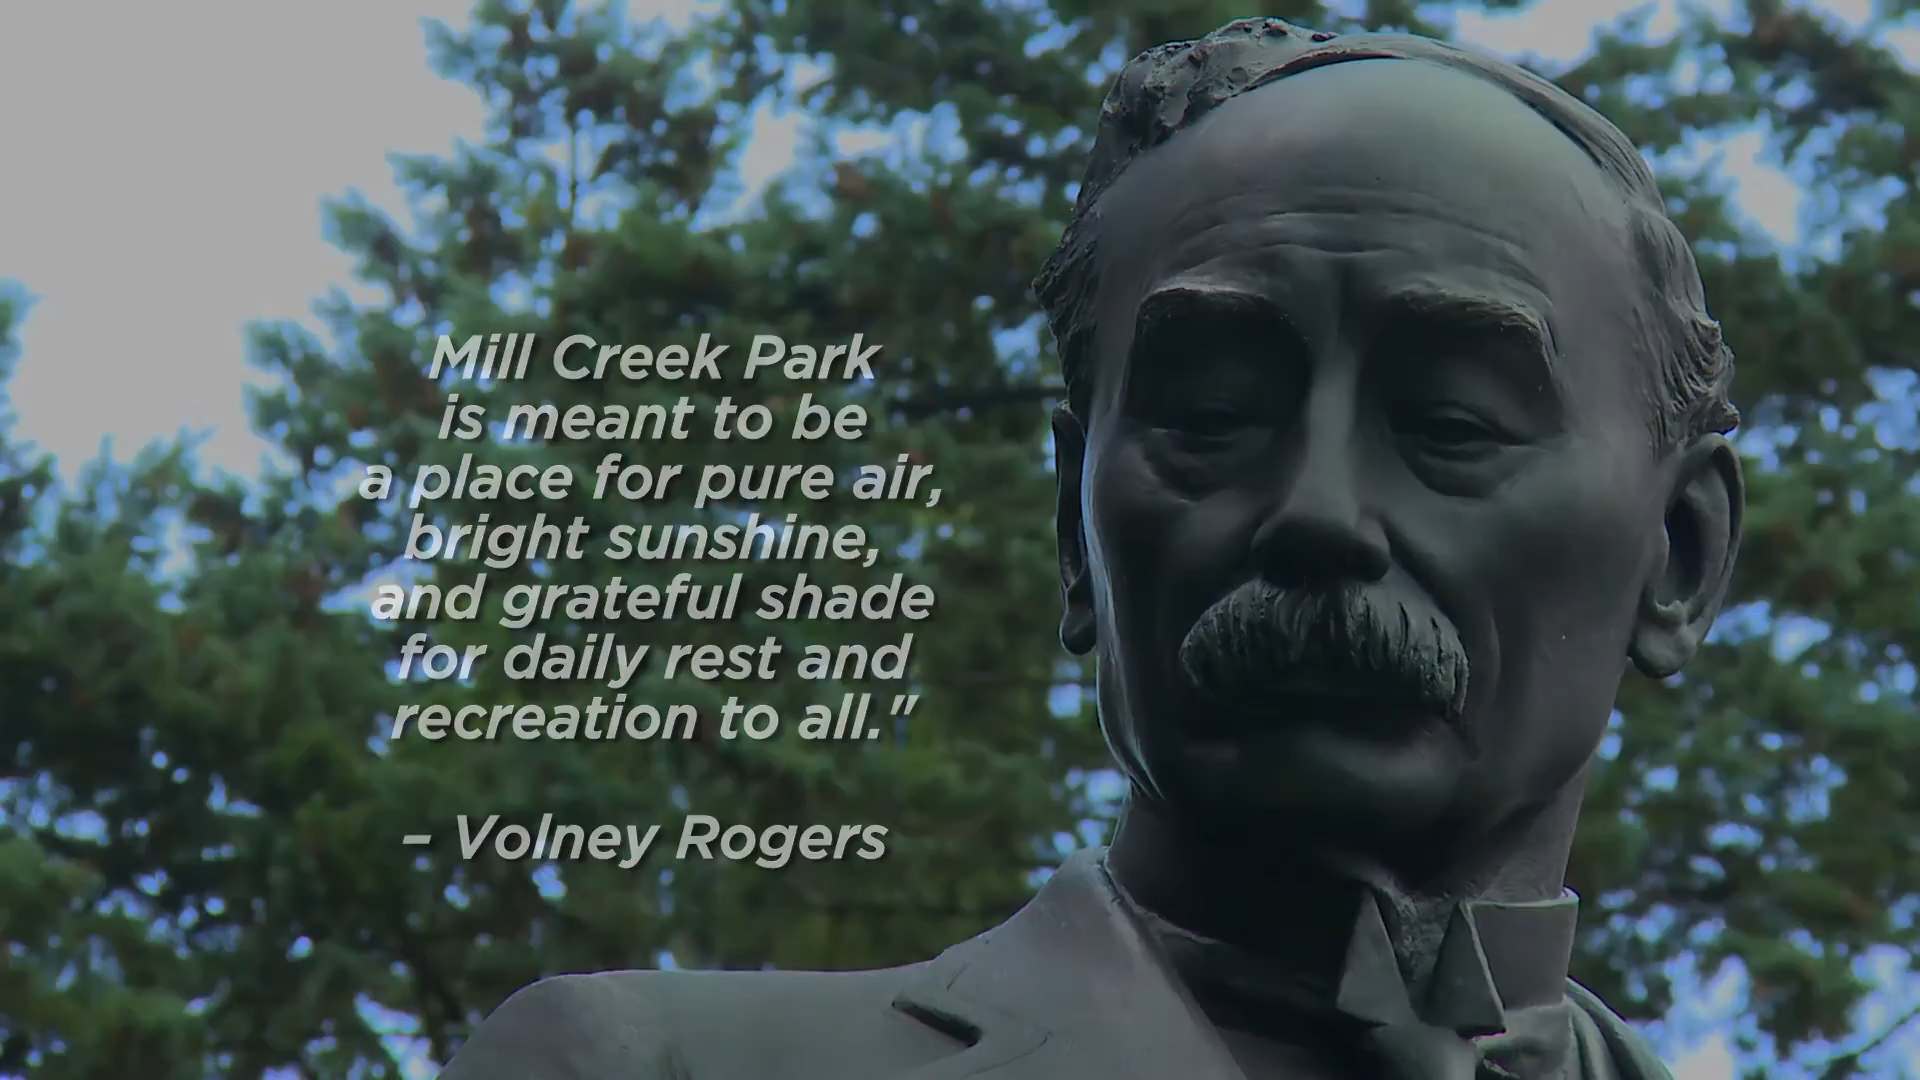 Mill Creek Park
is meant to be
a place for pure air,
bright sunshine,
and grateful shade
for daily rest and
recreation to all."
– Volney Rogers